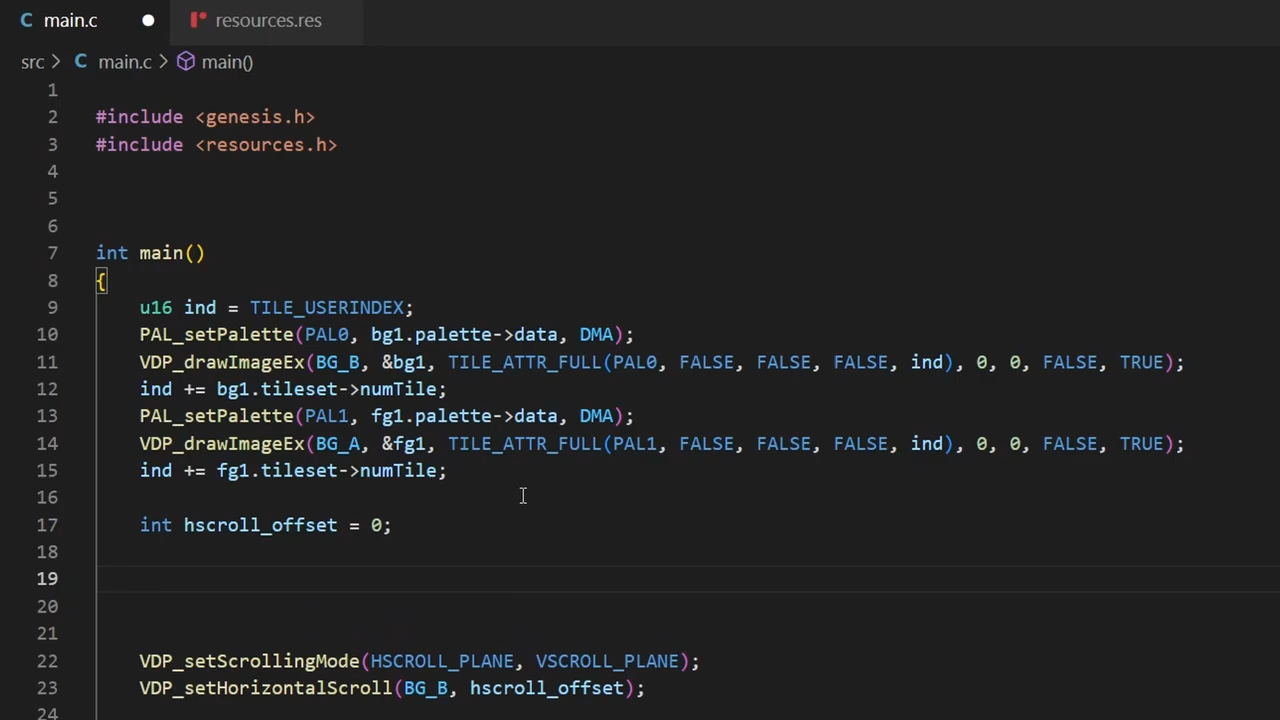 main.c
resources.res
src > main.c > main()
1
2 #include <genesis.h>
3 #include <resources.h>
4
5
6
7 int main()
8 {
9 u16 ind = TILE_USERINDEX;
10 PAL_setPalette(PAL0, bg1.palette->data, DMA);
11 VDP_drawImageEx(BG_B, &bg1, TILE_ATTR_FULL(PAL0, FALSE, FALSE, FALSE, ind), 0, 0, FALSE, TRUE);
12 ind += bg1.tileset->numTile;
13 PAL_setPalette(PAL1, fg1.palette->data, DMA);
14 VDP_drawImageEx(BG_A, &fg1, TILE_ATTR_FULL(PAL1, FALSE, FALSE, FALSE, ind), 0, 0, FALSE, TRUE);
15 ind += fg1.tileset->numTile;
16
17 int hscroll_offset = 0;
18
19
20
21
22 VDP_setScrollingMode(HSCROLL_PLANE, VSCROLL_PLANE);
23 VDP_setHorizontalScroll(BG_B, hscroll_offset);
24